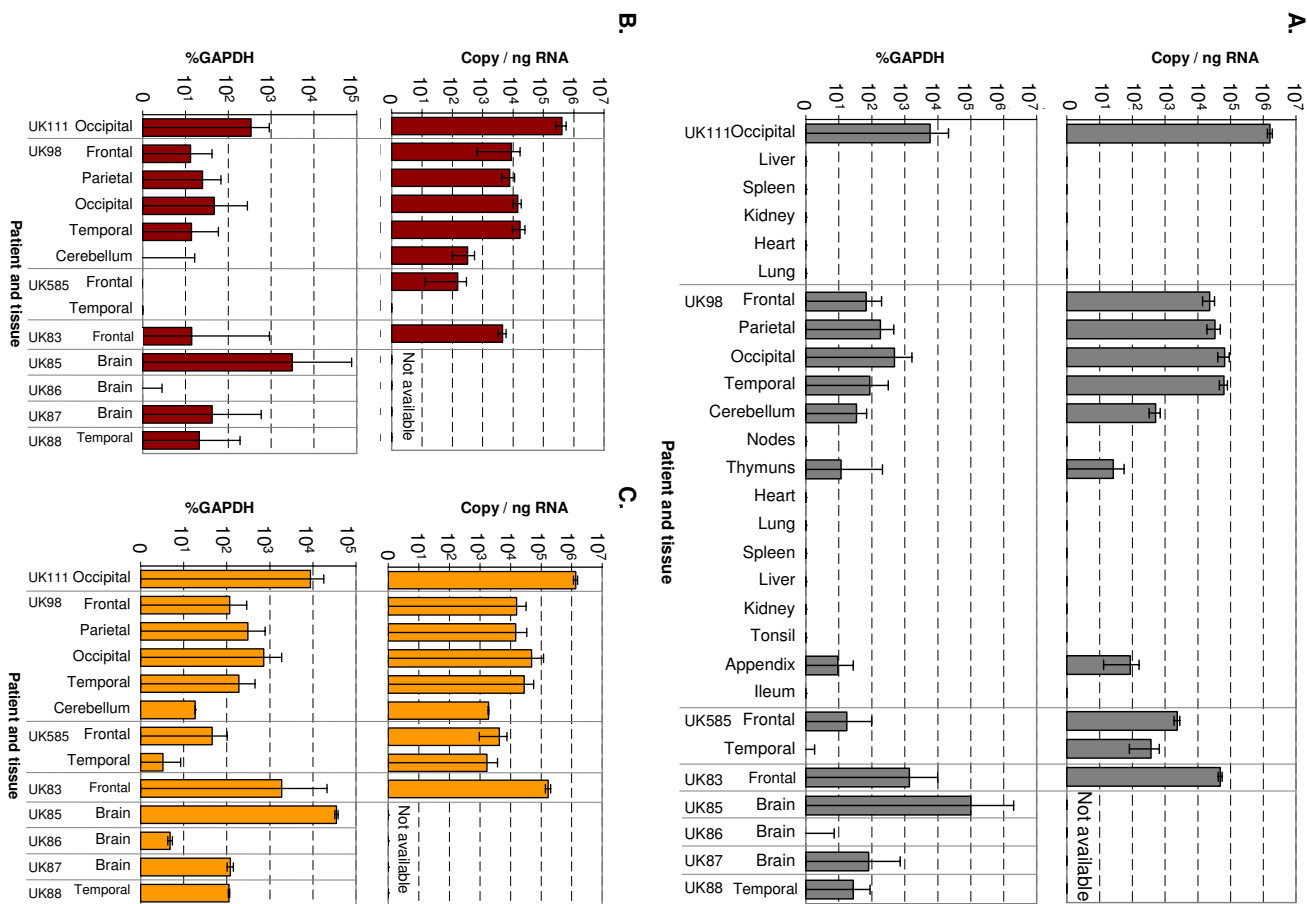 A.
%GAPDH
Copy / ng RNA
0 10¹ 10² 10³ 10⁴ 10⁵ 10⁶ 10⁷
0 10¹ 10² 10³ 10⁴ 10⁵ 10⁶ 10⁷
UK111 Occipital
Liver
Spleen
Kidney
Heart
Lung
UK98 Frontal
Parietal
Occipital
Temporal
Cerebellum
Nodes
Thymuns
Heart
Lung
Spleen
Liver
Kidney
Tonsil
Appendix
Ileum
UK585 Frontal
Temporal
UK83 Frontal
UK85 Brain
UK86 Brain
UK87 Brain
UK88 Temporal
Not available
Patient and tissue
B.
%GAPDH
Copy / ng RNA
0 10¹ 10² 10³ 10⁴ 10⁵
0 10¹ 10² 10³ 10⁴ 10⁵ 10⁶ 10⁷
UK111 Occipital
UK98 Frontal
Parietal
Occipital
Temporal
Cerebellum
UK585 Frontal
Temporal
UK83 Frontal
UK85 Brain
UK86 Brain
UK87 Brain
UK88 Temporal
Not available
Patient and tissue
C.
%GAPDH
Copy / ng RNA
0 10¹ 10² 10³ 10⁴ 10⁵
0 10¹ 10² 10³ 10⁴ 10⁵ 10⁶ 10⁷
UK111 Occipital
UK98 Frontal
Parietal
Occipital
Temporal
Cerebellum
UK585 Frontal
Temporal
UK83 Frontal
UK85 Brain
UK86 Brain
UK87 Brain
UK88 Temporal
Not available
Patient and tissue